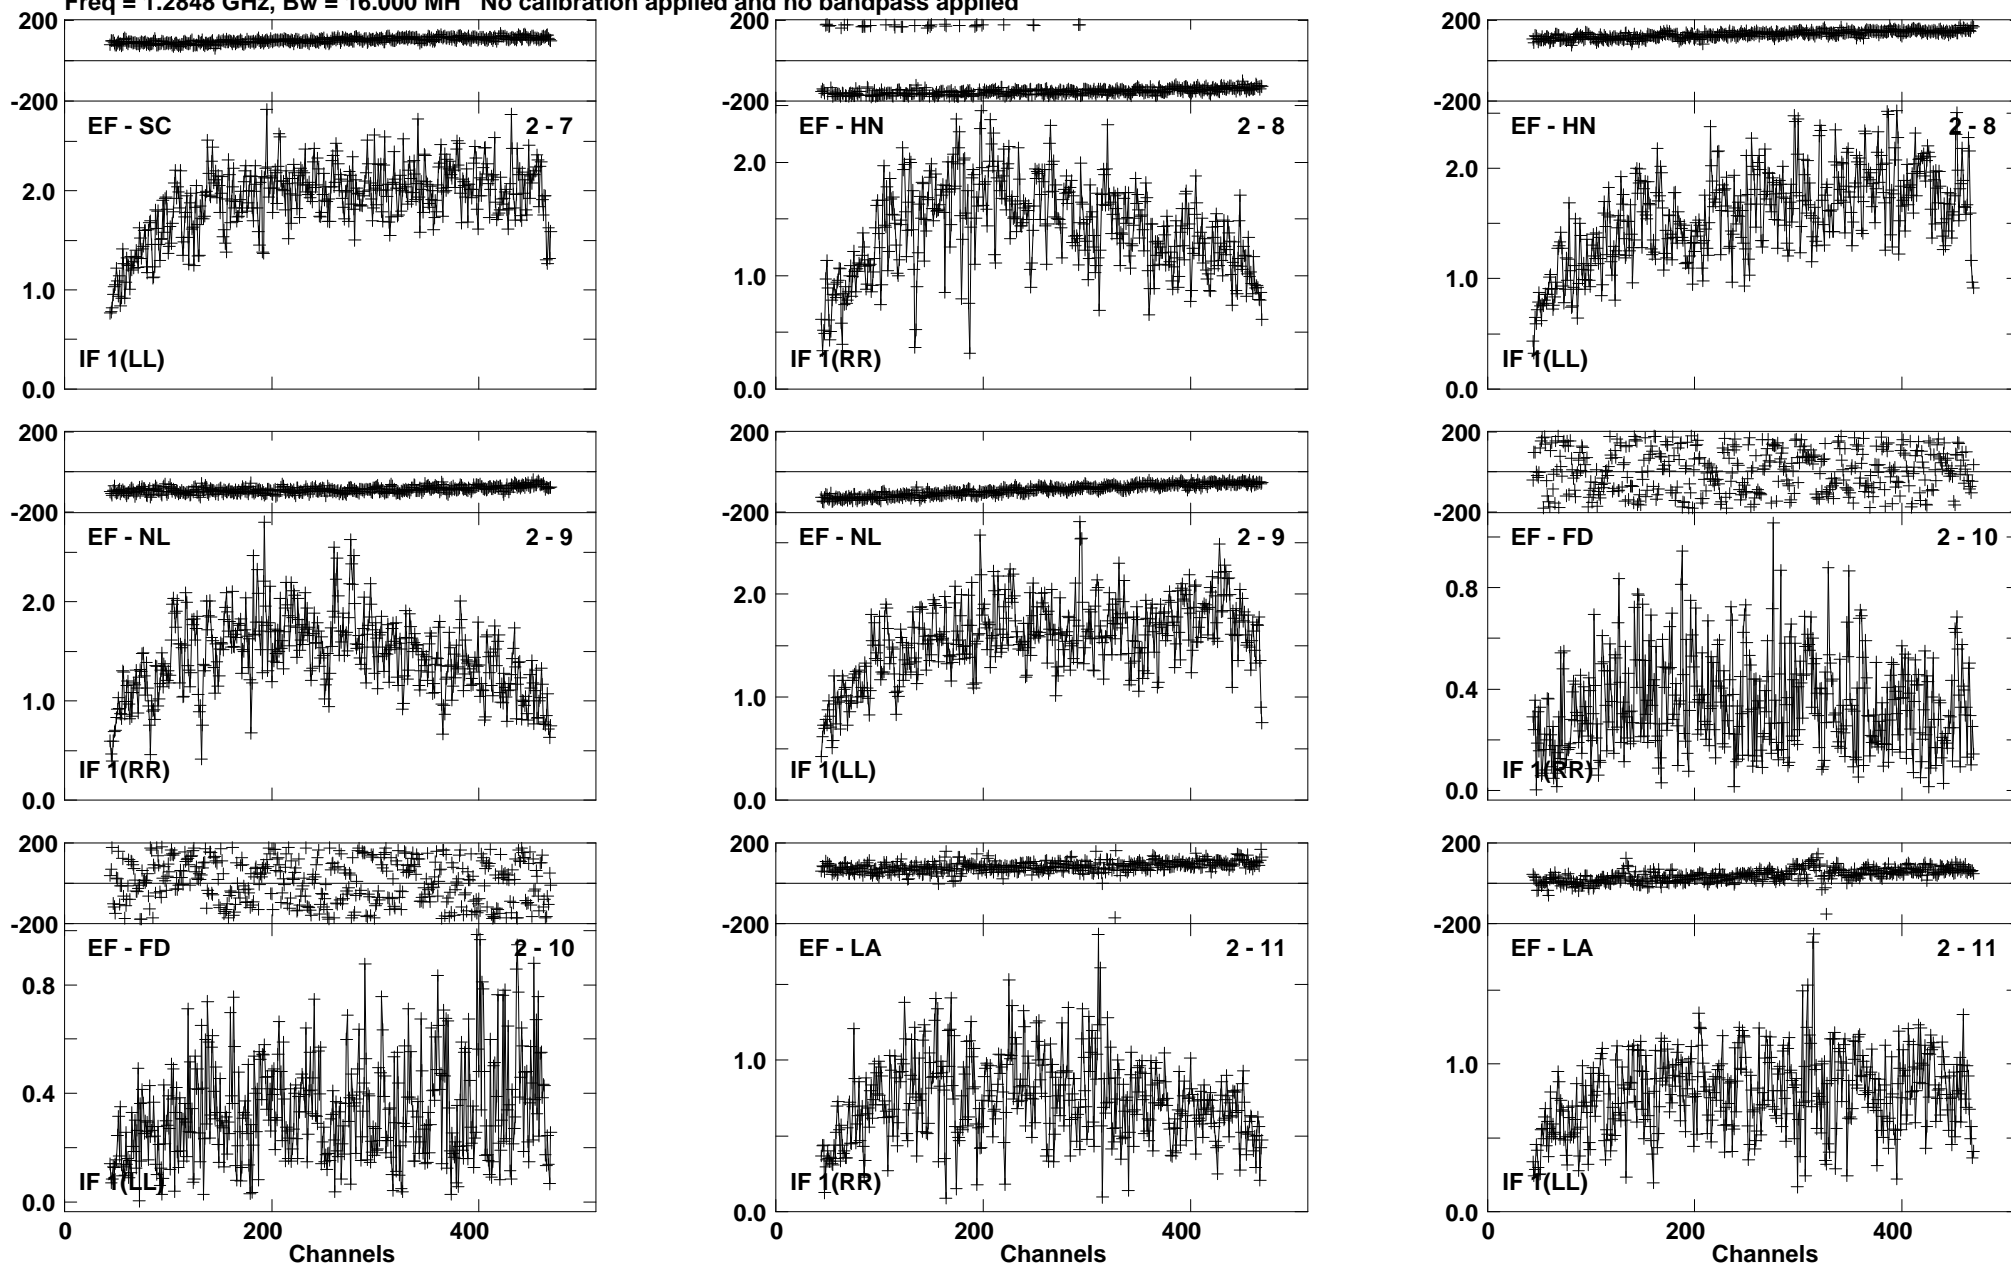 Freq = 1.2848 GHz, Bw = 16.000 MH No calibration applied and no bandpass applied
200
-200
EF - SC 2 - 7
2.0
1.0
IF 1(LL)
0.0
200
-200
EF - HN 2 - 8
2.0
1.0
IF 1(RR)
0.0
200
-200
EF - HN 2 - 8
2.0
1.0
IF 1(LL)
0.0
200
-200
EF - NL 2 - 9
2.0
1.0
IF 1(RR)
0.0
200
-200
EF - NL 2 - 9
2.0
1.0
IF 1(LL)
0.0
200
-200
EF - FD 2 - 10
0.8
0.4
IF 1(RR)
0.0
200
-200
EF - FD 2 - 10
0.8
0.4
IF 1(LL)
0.0
0 200 400
Channels
200
-200
EF - LA 2 - 11
1.0
IF 1(RR)
0.0
0 200 400
Channels
200
-200
EF - LA 2 - 11
1.0
IF 1(LL)
0.0
0 200 400
Channels